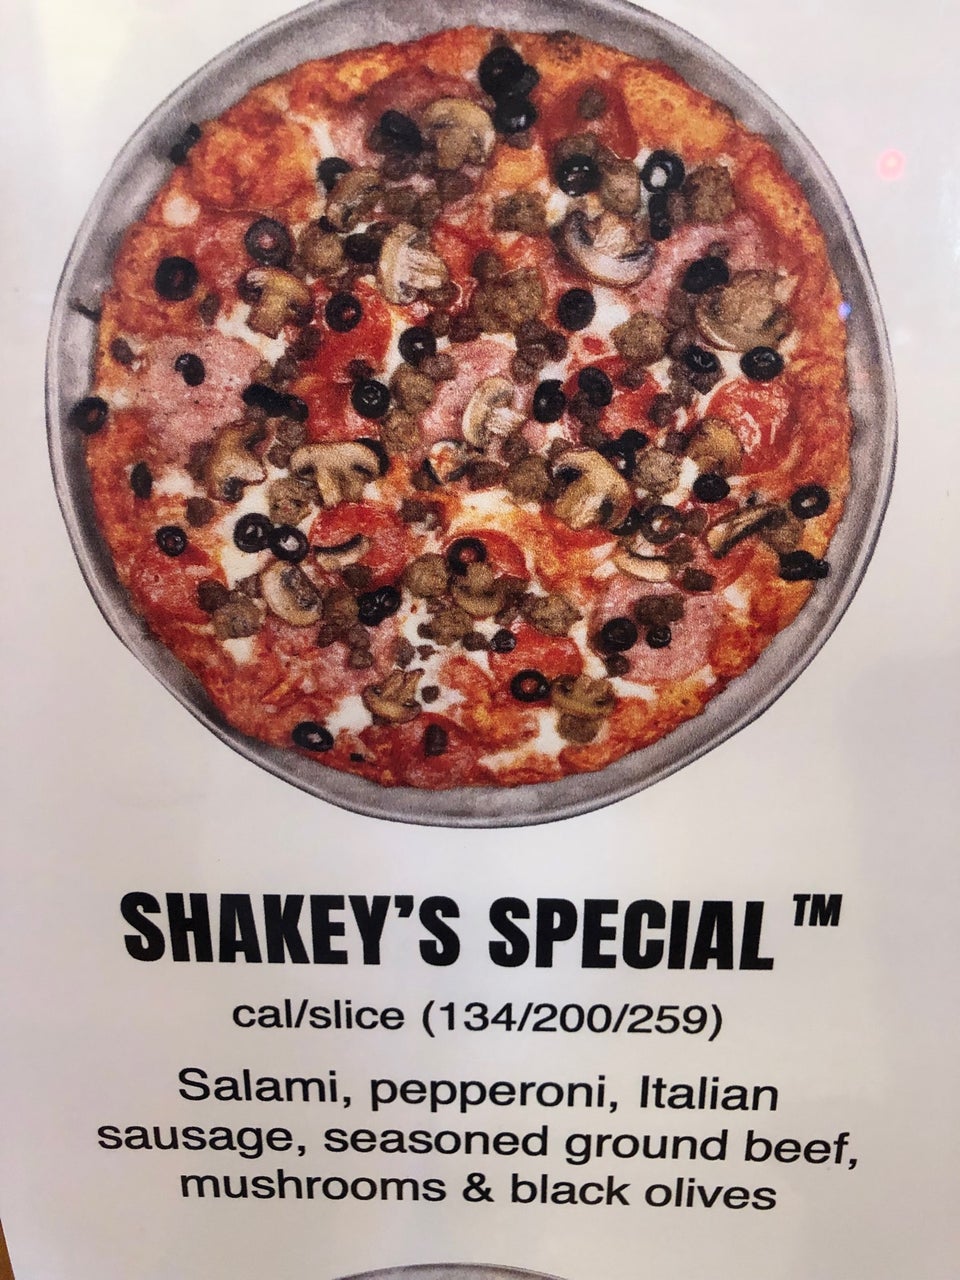 SHAKEY'S SPECIAL ™
cal/slice (134/200/259)
Salami, pepperoni, Italian
sausage, seasoned ground beef,
mushrooms & black olives